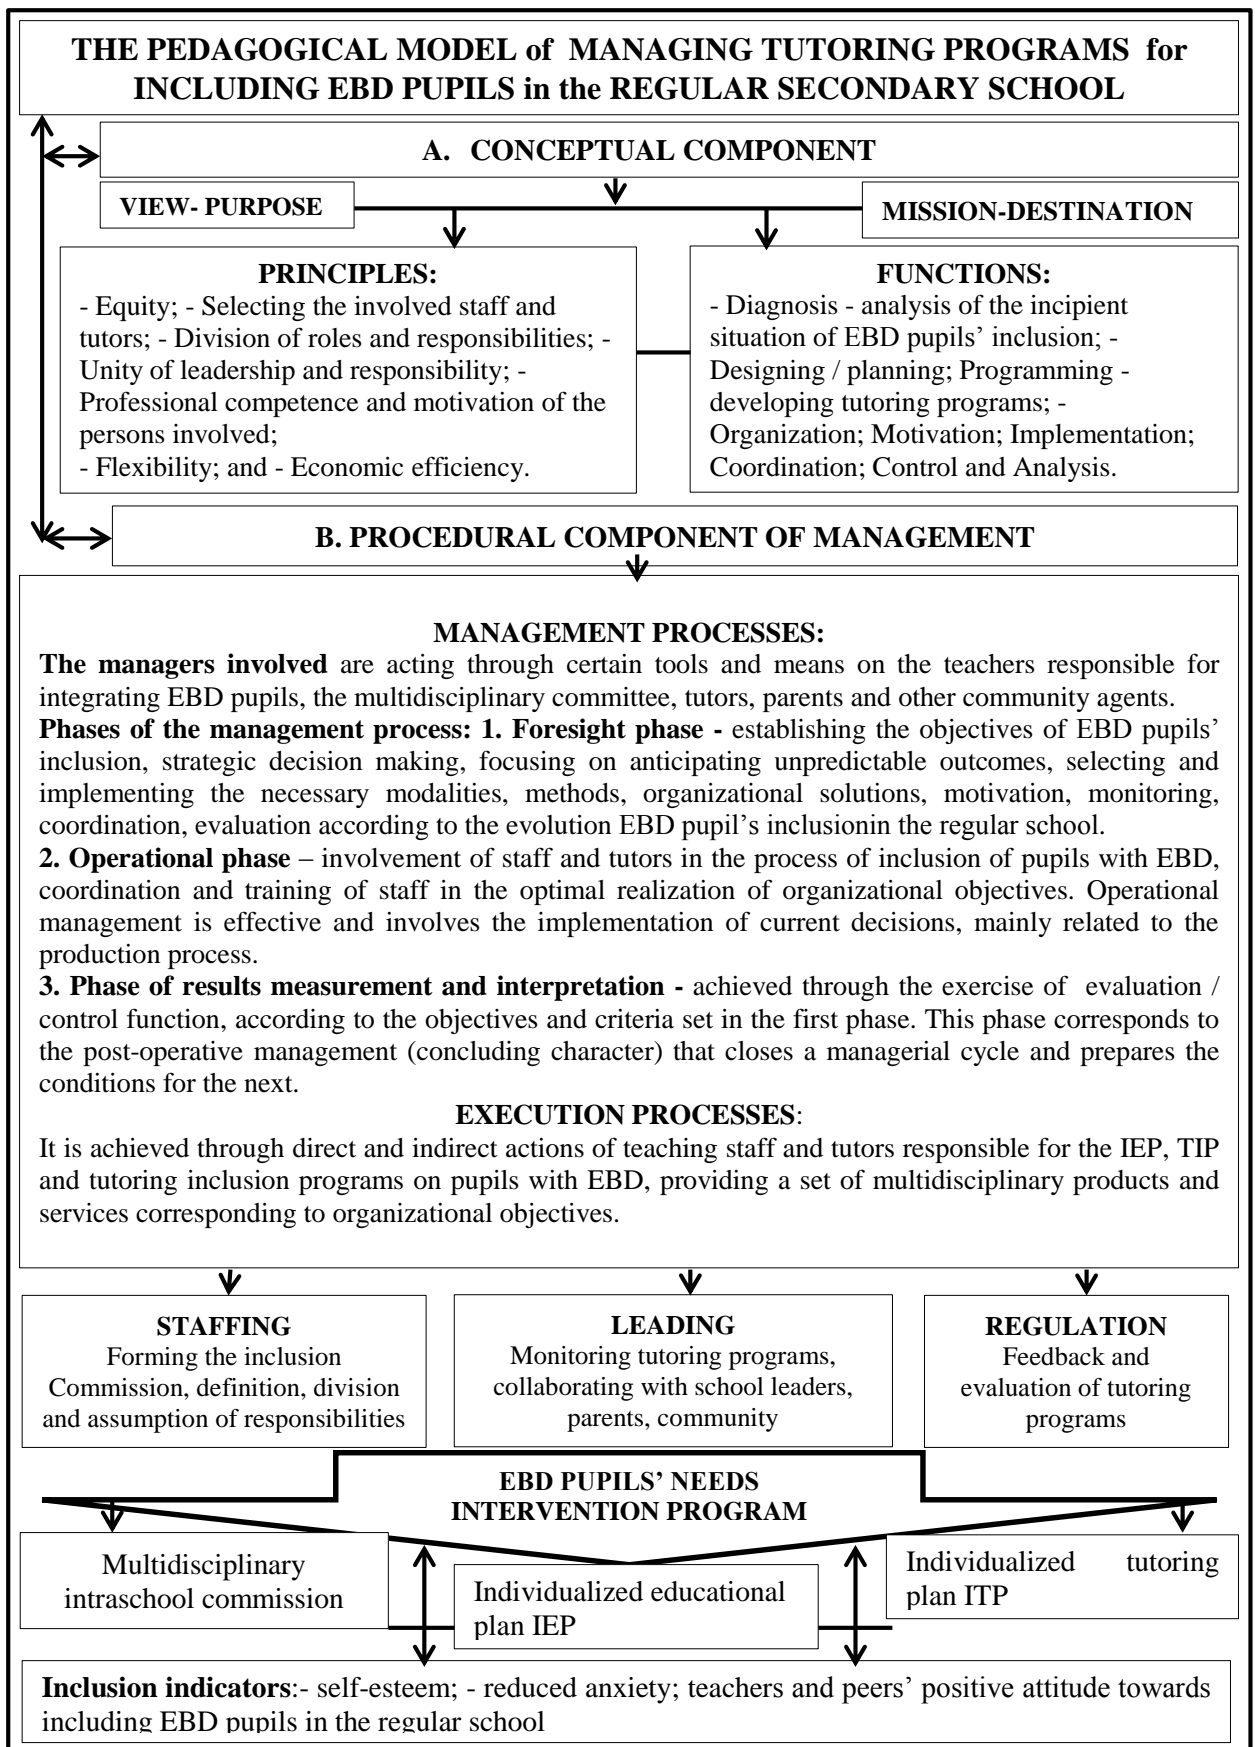 THE PEDAGOGICAL MODEL of MANAGING TUTORING PROGRAMS for
INCLUDING EBD PUPILS in the REGULAR SECONDARY SCHOOL
A. CONCEPTUAL COMPONENT
VIEW- PURPOSE
MISSION-DESTINATION
PRINCIPLES:
- Equity; - Selecting the involved staff and
tutors; - Division of roles and responsibilities; -
Unity of leadership and responsibility; -
Professional competence and motivation of the
persons involved;
- Flexibility; and - Economic efficiency.
FUNCTIONS:
- Diagnosis - analysis of the incipient
situation of EBD pupils’ inclusion; -
Designing / planning; Programming -
developing tutoring programs; -
Organization; Motivation; Implementation;
Coordination; Control and Analysis.
B. PROCEDURAL COMPONENT OF MANAGEMENT
MANAGEMENT PROCESSES:
The managers involved are acting through certain tools and means on the teachers responsible for
integrating EBD pupils, the multidisciplinary committee, tutors, parents and other community agents.
Phases of the management process: 1. Foresight phase - establishing the objectives of EBD pupils’
inclusion, strategic decision making, focusing on anticipating unpredictable outcomes, selecting and
implementing the necessary modalities, methods, organizational solutions, motivation, monitoring,
coordination, evaluation according to the evolution EBD pupil’s inclusionin the regular school.
2. Operational phase – involvement of staff and tutors in the process of inclusion of pupils with EBD,
coordination and training of staff in the optimal realization of organizational objectives. Operational
management is effective and involves the implementation of current decisions, mainly related to the
production process.
3. Phase of results measurement and interpretation - achieved through the exercise of evaluation /
control function, according to the objectives and criteria set in the first phase. This phase corresponds to
the post-operative management (concluding character) that closes a managerial cycle and prepares the
conditions for the next.
EXECUTION PROCESSES:
It is achieved through direct and indirect actions of teaching staff and tutors responsible for the IEP, TIP
and tutoring inclusion programs on pupils with EBD, providing a set of multidisciplinary products and
services corresponding to organizational objectives.
STAFFING
Forming the inclusion
Commission, definition, division
and assumption of responsibilities
LEADING
Monitoring tutoring programs,
collaborating with school leaders,
parents, community
REGULATION
Feedback and
evaluation of tutoring
programs
EBD PUPILS’ NEEDS
INTERVENTION PROGRAM
Multidisciplinary
intraschool commission
Individualized educational
plan IEP
Individualized tutoring
plan ITP
Inclusion indicators:- self-esteem; - reduced anxiety; teachers and peers’ positive attitude towards
including EBD pupils in the regular school